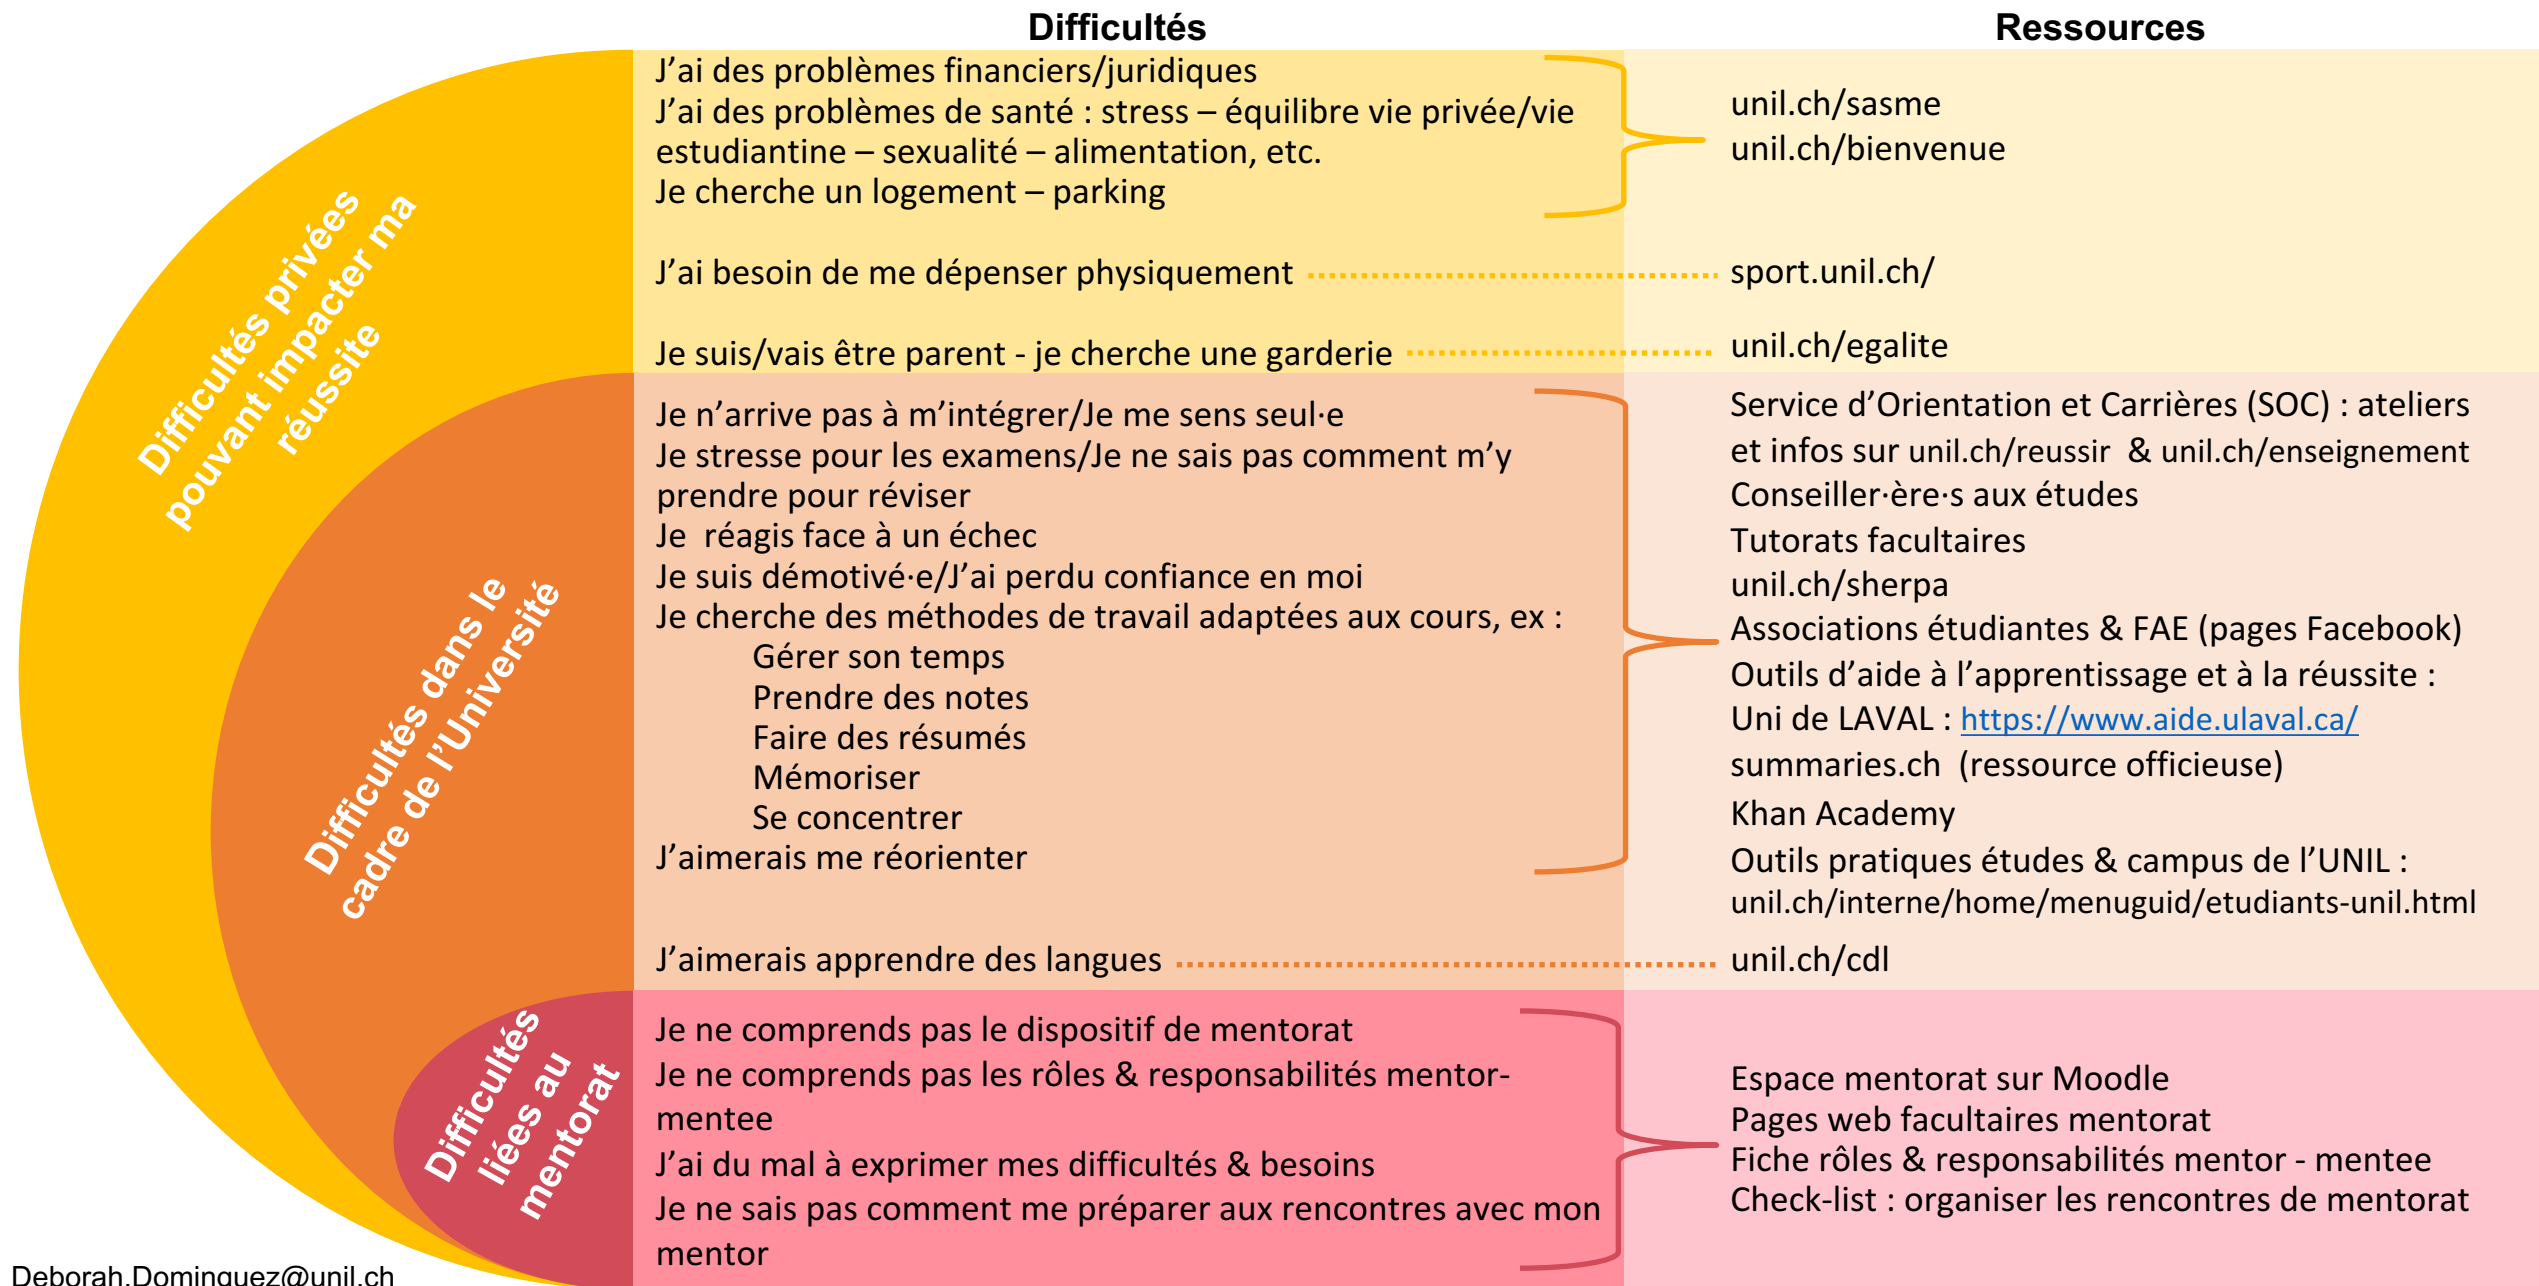 Difficultés
Ressources
Difficultés privées
pouvant impacter ma
réussite
J’ai des problèmes financiers/juridiques
J’ai des problèmes de santé : stress – équilibre vie privée/vie
estudiantine – sexualité – alimentation, etc.
Je cherche un logement – parking
unil.ch/sasme
unil.ch/bienvenue
J’ai besoin de me dépenser physiquement
sport.unil.ch/
Je suis/vais être parent - je cherche une garderie
unil.ch/egalite
Difficultés dans le
cadre de l’Université
Je n’arrive pas à m’intégrer/Je me sens seul·e
Je stresse pour les examens/Je ne sais pas comment m’y
prendre pour réviser
Je  réagis face à un échec
Je suis démotivé·e/J’ai perdu confiance en moi
Je cherche des méthodes de travail adaptées aux cours, ex :
Gérer son temps
Prendre des notes
Faire des résumés
Mémoriser
Se concentrer
J’aimerais me réorienter
Service d’Orientation et Carrières (SOC) : ateliers
et infos sur unil.ch/reussir  & unil.ch/enseignement
Conseiller·ère·s aux études
Tutorats facultaires
unil.ch/sherpa
Associations étudiantes & FAE (pages Facebook)
Outils d’aide à l’apprentissage et à la réussite :
Uni de LAVAL : https://www.aide.ulaval.ca/
summaries.ch  (ressource officieuse)
Khan Academy
Outils pratiques études & campus de l’UNIL :
unil.ch/interne/home/menuguid/etudiants-unil.html
J’aimerais apprendre des langues
unil.ch/cdl
Difficultés
liées au
mentorat
Je ne comprends pas le dispositif de mentorat
Je ne comprends pas les rôles & responsabilités mentor-
mentee
J’ai du mal à exprimer mes difficultés & besoins
Je ne sais pas comment me préparer aux rencontres avec mon
mentor
Espace mentorat sur Moodle
Pages web facultaires mentorat
Fiche rôles & responsabilités mentor - mentee
Check-list : organiser les rencontres de mentorat
Deborah.Dominguez@unil.ch